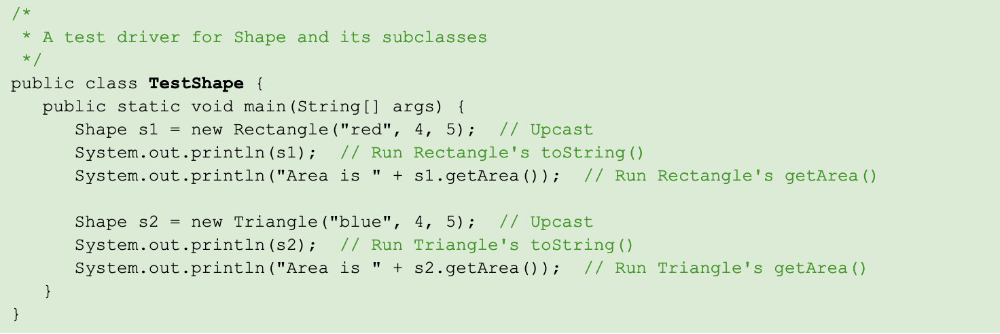 /*
 * A test driver for Shape and its subclasses
 */
public class TestShape {
   public static void main(String[] args) {
      Shape s1 = new Rectangle("red", 4, 5);  // Upcast
      System.out.println(s1);  // Run Rectangle's toString()
      System.out.println("Area is " + s1.getArea());  // Run Rectangle's getArea()

      Shape s2 = new Triangle("blue", 4, 5);  // Upcast
      System.out.println(s2);  // Run Triangle's toString()
      System.out.println("Area is " + s2.getArea());  // Run Triangle's getArea()
   }
}